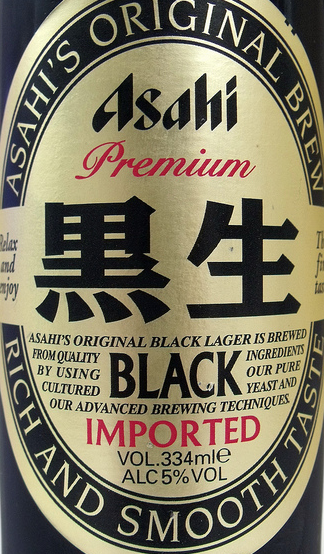 ASAHI'S ORIGINAL BREW
Asahi
Premium
黒生
Relax
and
enjoy
ASAHI'S ORIGINAL BLACK LAGER IS BREWED
FROM QUALITY INGREDIENTS
BY USING BLACK OUR PURE
CULTURED YEAST AND
OUR ADVANCED BREWING TECHNIQUES.
IMPORTED
VOL.334ml℮
ALC5%VOL
RICH AND SMOOTH TASTE